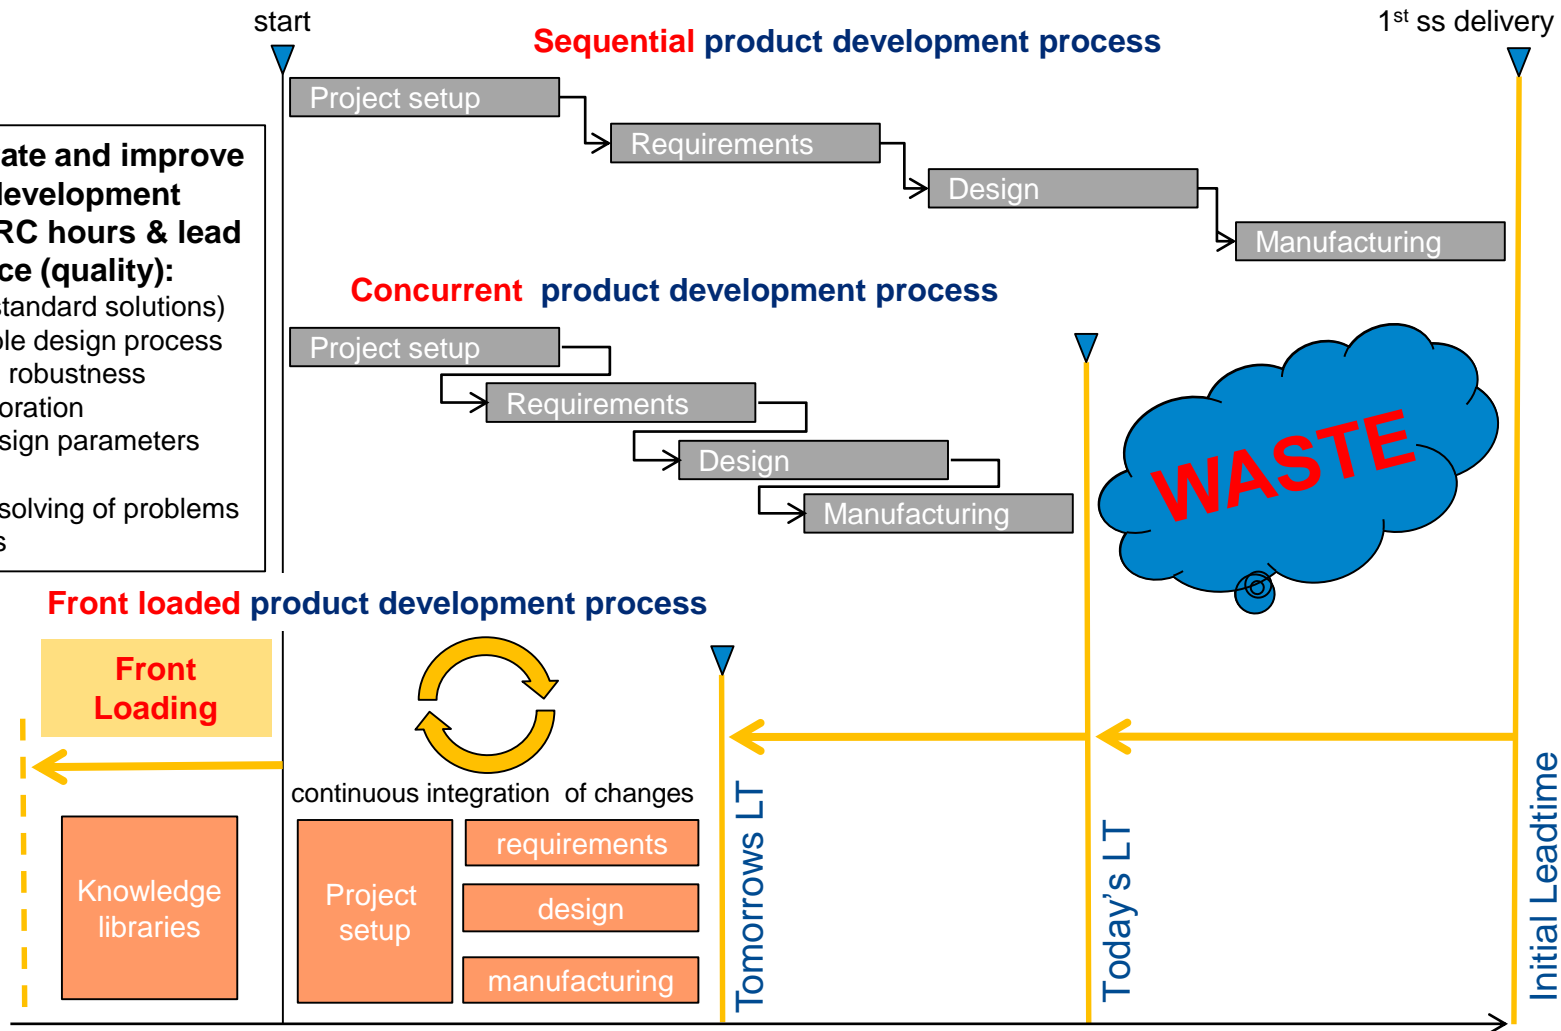 start
1st ss delivery
Sequential product development process
Project setup
Requirements
Design
Manufacturing
ate and improve
development
RC hours & lead
ce (quality):
standard solutions)
ole design process
robustness
oration
sign parameters
solving of problems
s
Concurrent product development process
Project setup
Requirements
Design
Manufacturing
WASTE
Front loaded product development process
Front
Loading
continuous integration of changes
Knowledge
libraries
Project
setup
requirements
design
manufacturing
Tomorrows LT
Today's LT
Initial Leadtime